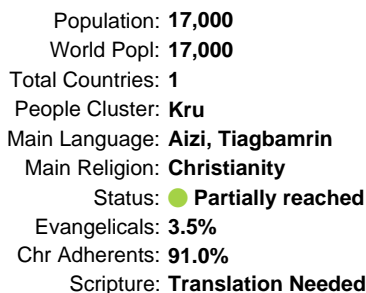 Population: 17,000
World Popl: 17,000
Total Countries: 1
People Cluster: Kru
Main Language: Aizi, Tiagbamrin
Main Religion: Christianity
Status: Partially reached
Evangelicals: 3.5%
Chr Adherents: 91.0%
Scripture: Translation Needed